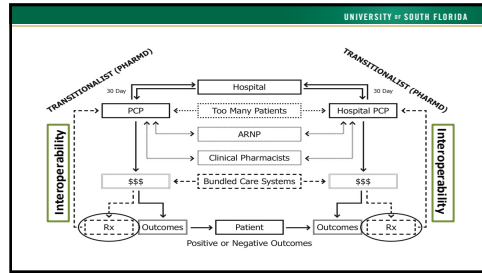 UNIVERSITY OF SOUTH FLORIDA
TRANSITIONALIST (PHARMD)
TRANSITIONALIST (PHARMD)
30 Day
Hospital
30 Day
PCP
Too Many Patients
Hospital PCP
ARNP
Clinical Pharmacists
Interoperability
Interoperability
$$$
Bundled Care Systems
$$$
Rx
Outcomes
Patient
Outcomes
Rx
Positive or Negative Outcomes